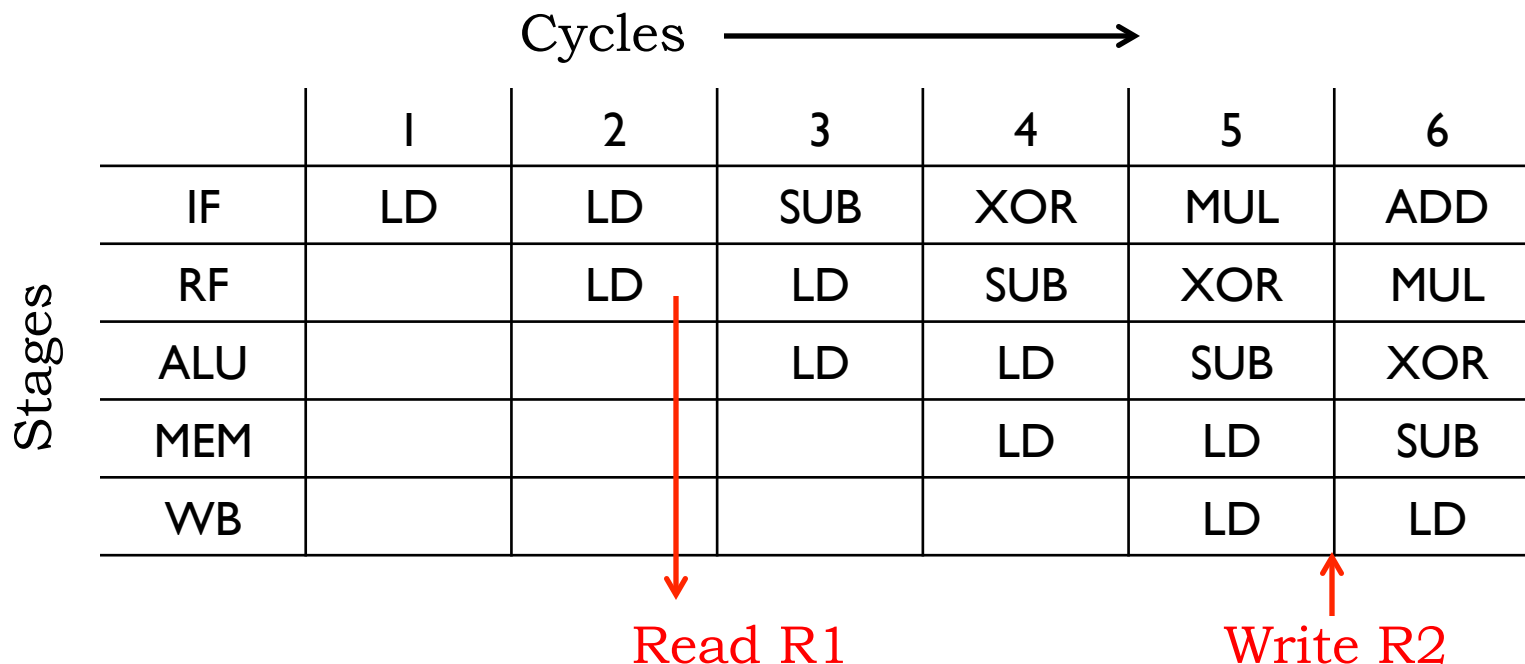 Cycles
1 2 3 4 5 6
IF LD LD SUB XOR MUL ADD
RF LD LD SUB XOR MUL
Stages
ALU LD LD SUB XOR
MEM LD LD SUB
WB LD LD
Read R1 Write R2